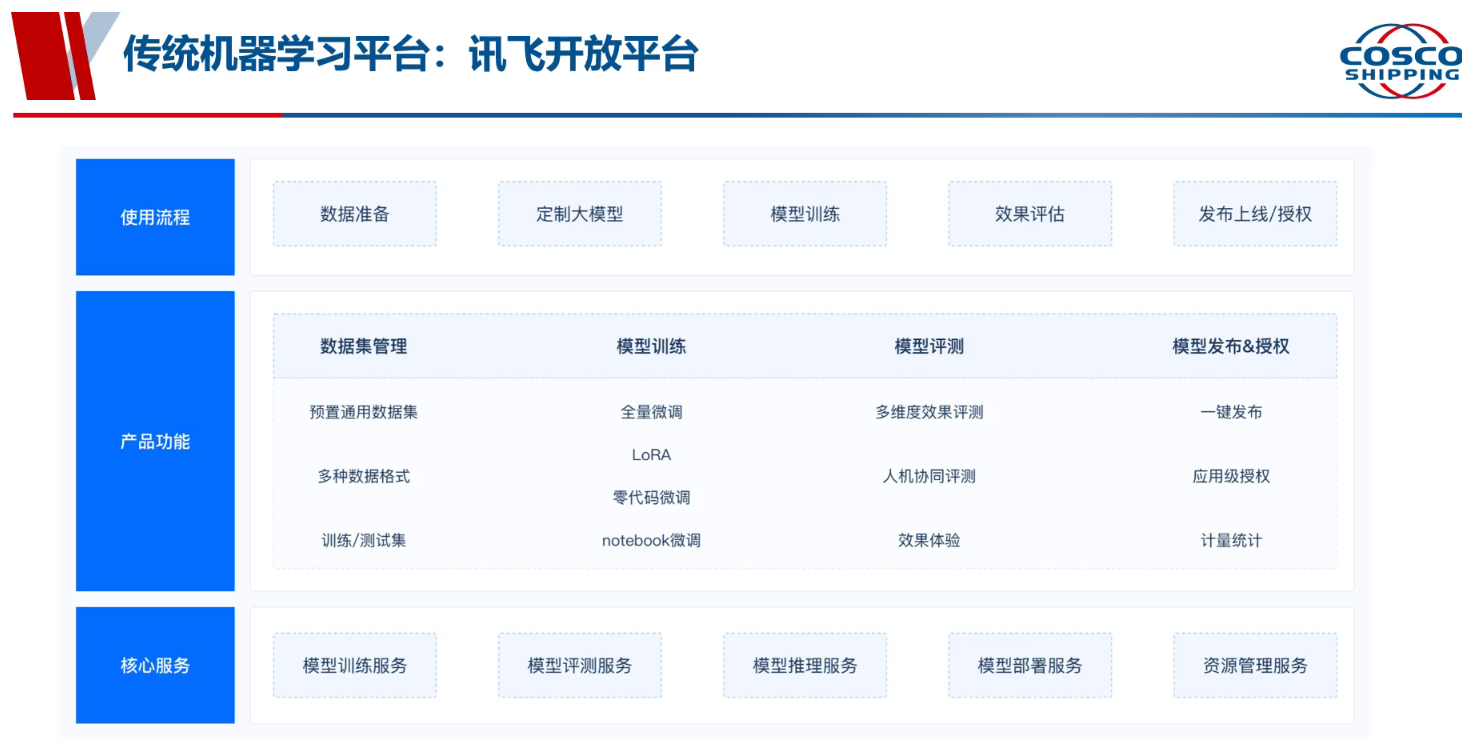 传统机器学习平台：讯飞开放平台
COSCO
SHIPPING
使用流程
数据准备
定制大模型
模型训练
效果评估
发布上线/授权
产品功能
数据集管理
模型训练
模型评测
模型发布&授权
预置通用数据集
全量微调
多维度效果评测
一键发布
LoRA
多种数据格式
人机协同评测
应用级授权
零代码微调
训练/测试集
notebook微调
效果体验
计量统计
核心服务
模型训练服务
模型评测服务
模型推理服务
模型部署服务
资源管理服务